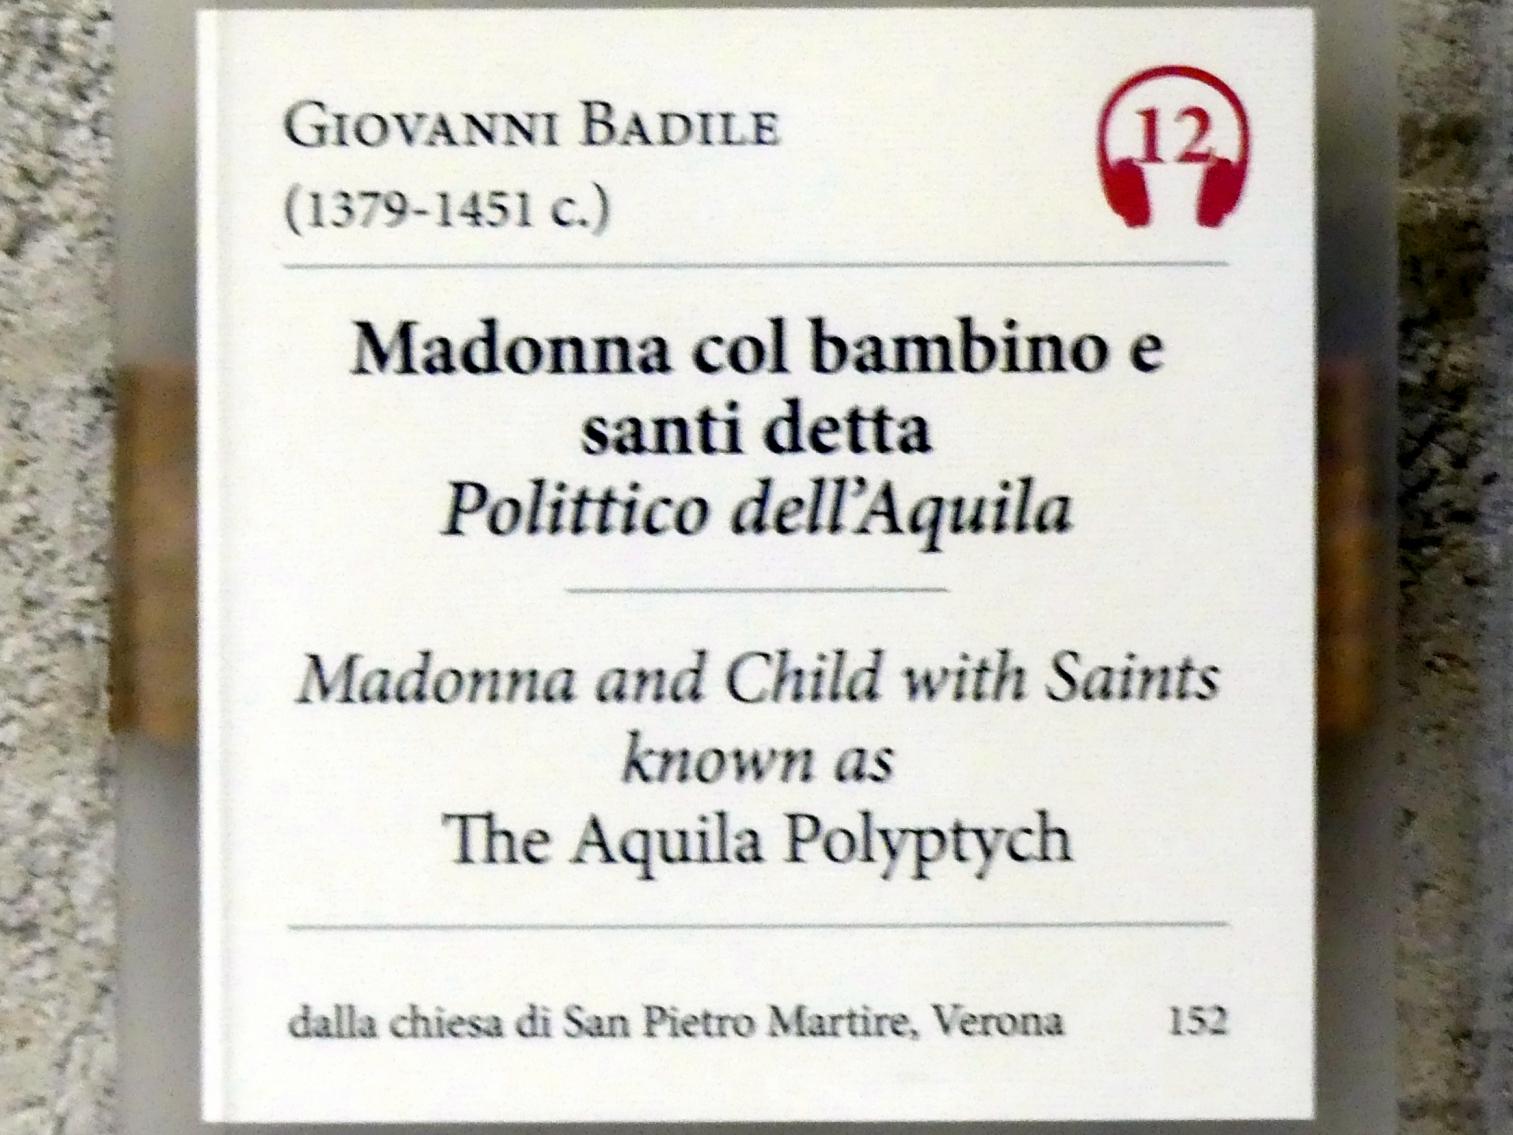 GIOVANNI BADILE
12
(1379-1451 c.)
Madonna col bambino e
santi detta
Polittico dell’Aquila
Madonna and Child with Saints
known as
The Aquila Polyptych
dalla chiesa di San Pietro Martire, Verona 152